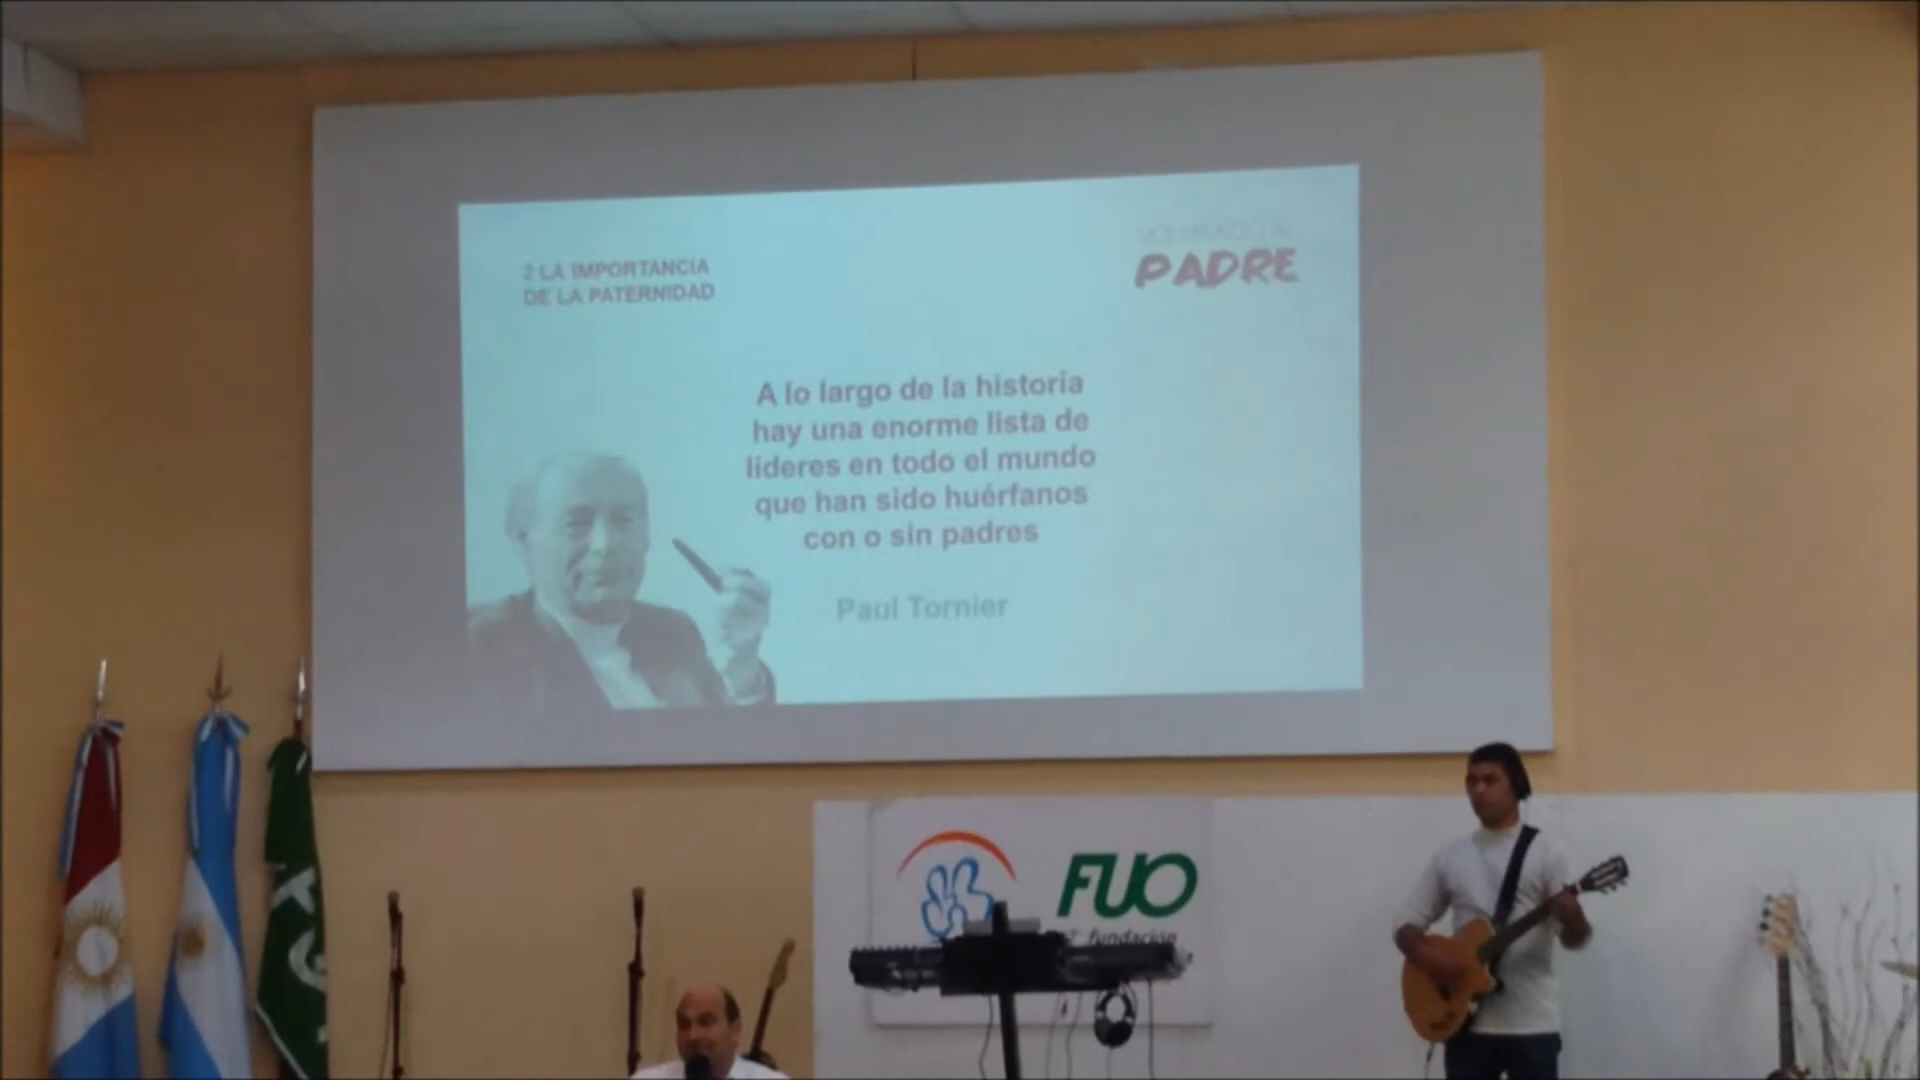 2 LA IMPORTANCIA
DE LA PATERNIDAD
PADRE
A lo largo de la historia
hay una enorme lista de
líderes en todo el mundo
que han sido huérfanos
con o sin padres
Paul Tornier
FUO
fundación